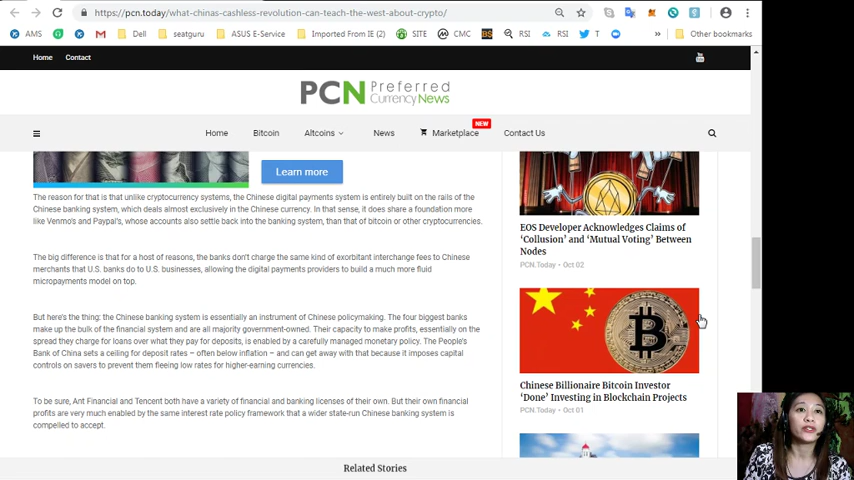 https://pcn.today/what-chinas-cashless-revolution-can-teach-the-west-about-crypto/
AMS
Dell
seatguru
ASUS E-Service
Imported From IE (2)
SITE
CMC
RSI
RSI
T
»
Other bookmarks
Home
Contact
PCN Preferred
Currency News
NEW
Home
Bitcoin
Altcoins
News
Marketplace
Contact Us
Learn more
The reason for that is that unlike cryptocurrency systems, the Chinese digital payments system is entirely built on the rails of the
Chinese banking system, which deals almost exclusively in the Chinese currency. In that sense, it does share a foundation more
like Venmo's and Paypal's, whose accounts also settle back into the banking system, than that of bitcoin or other cryptocurrencies.
The big difference is that for a host of reasons, the banks don't charge the same kind of exorbitant interchange fees to Chinese
merchants that U.S. banks do to U.S. businesses, allowing the digital payments providers to build a much more fluid
micropayments model on top.
But here's the thing: the Chinese banking system is essentially an instrument of Chinese policymaking. The four biggest banks
make up the bulk of the financial system and are all majority government-owned. Their capacity to make profits, essentially on the
spread they charge for loans over what they pay for deposits, is enabled by a carefully managed monetary policy. The People's
Bank of China sets a ceiling for deposit rates – often below inflation – and can get away with that because it imposes capital
controls on savers to prevent them fleeing low rates for higher-earning currencies.
To be sure, Ant Financial and Tencent both have a variety of financial and banking licenses of their own. But their own financial
profits are very much enabled by the same interest rate policy framework that a wider state-run Chinese banking system is
compelled to accept.
EOS Developer Acknowledges Claims of
'Collusion' and 'Mutual Voting' Between
Nodes
PCN.Today • Oct 02
Chinese Billionaire Bitcoin Investor
'Done' Investing in Blockchain Projects
PCN.Today • Oct 01
Related Stories